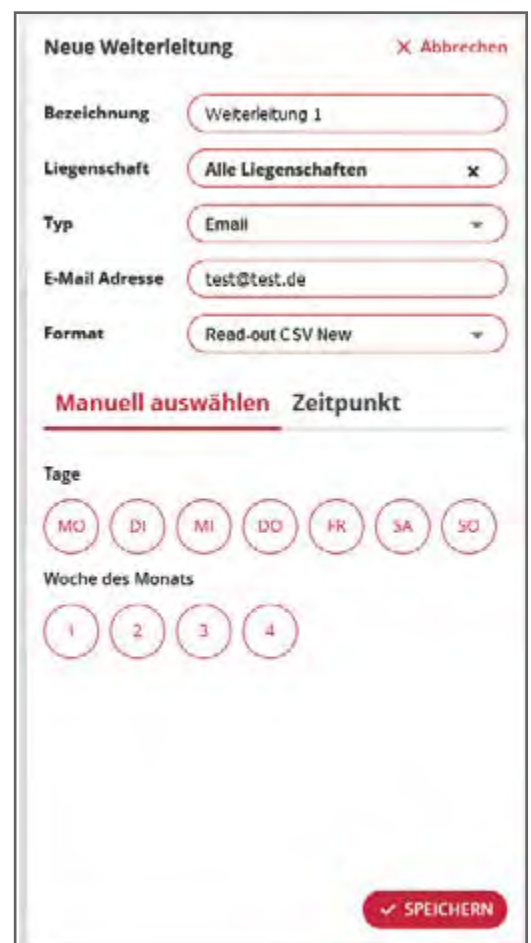 Neue Weiterleitung × Abbrechen
Bezeichnung Weiterleitung 1
Liegenschaft Alle Liegenschaften ×
Typ Email
E-Mail Adresse test@test.de
Format Read-out CSV New
Manuell auswählen Zeitpunkt
Tage
MO DI MI DO FR SA SO
Woche des Monats
1 2 3 4
✓ SPEICHERN